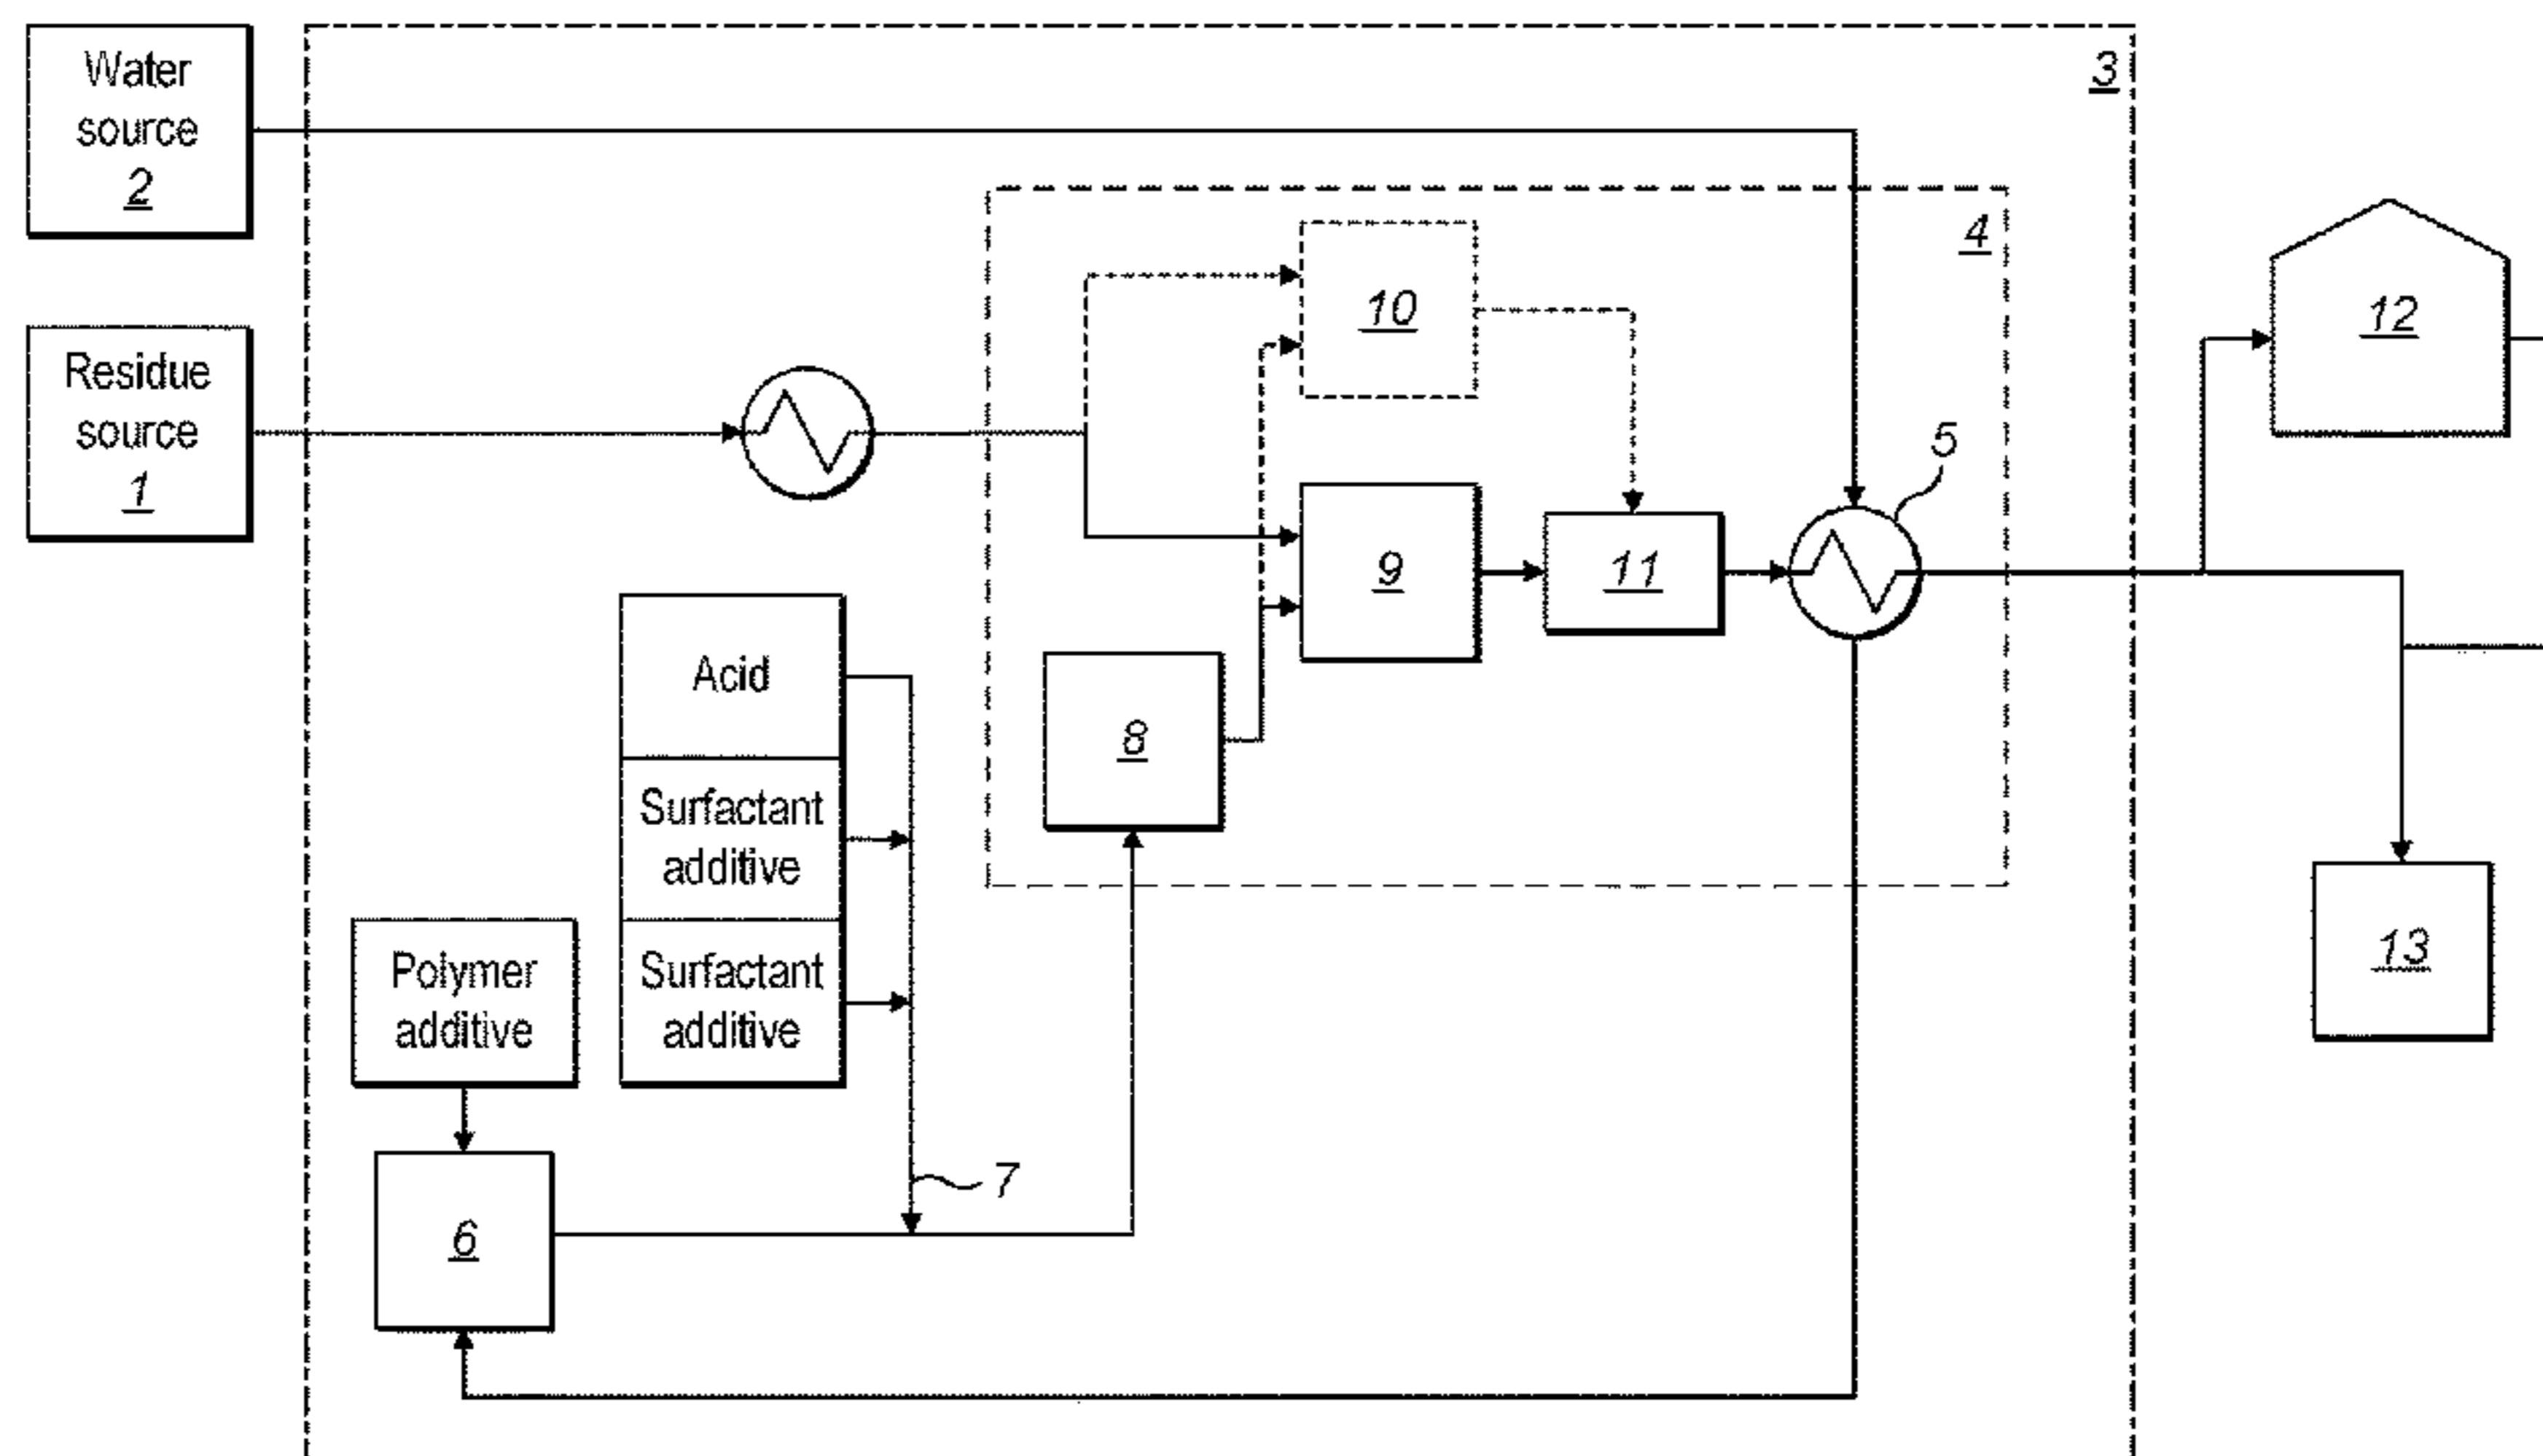 Water
source
2
3
4
10
12
Residue
source
1
5
9
11
Acid
8
Surfactant
additive
Polymer
additive
Surfactant
additive
13
7
6